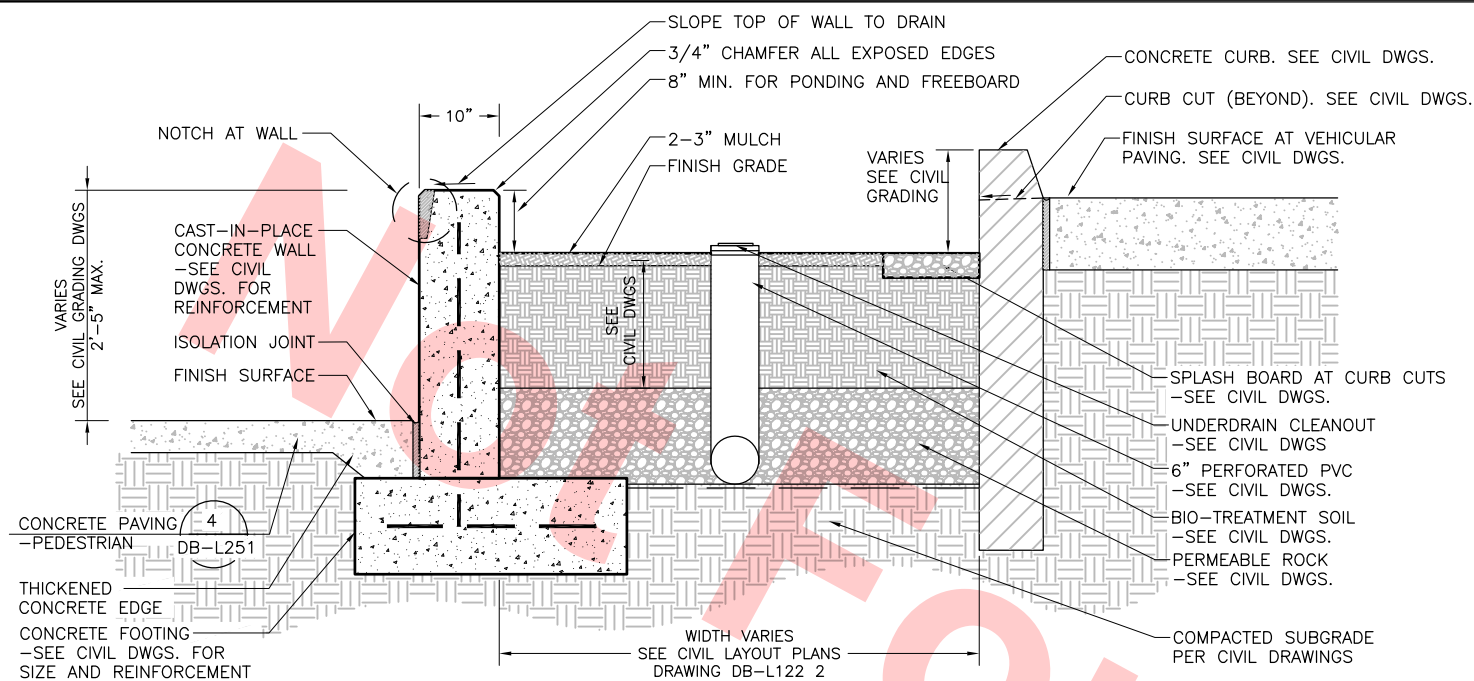 SLOPE TOP OF WALL TO DRAIN
3/4" CHAMFER ALL EXPOSED EDGES
8" MIN. FOR PONDING AND FREEBOARD
10"
NOTCH AT WALL
2-3" MULCH
FINISH GRADE
CONCRETE CURB. SEE CIVIL DWGS.
CURB CUT (BEYOND). SEE CIVIL DWGS.
FINISH SURFACE AT VEHICULAR
PAVING. SEE CIVIL DWGS.
VARIES
SEE CIVIL
GRADING
VARIES
SEE CIVIL GRADING DWGS
2'-5" MAX.
CAST-IN-PLACE
CONCRETE WALL
-SEE CIVIL
DWGS. FOR
REINFORCEMENT
ISOLATION JOINT
FINISH SURFACE
SEE
CIVIL DWGS
SPLASH BOARD AT CURB CUTS
-SEE CIVIL DWGS.
UNDERDRAIN CLEANOUT
-SEE CIVIL DWGS
6" PERFORATED PVC
-SEE CIVIL DWGS.
BIO-TREATMENT SOIL
-SEE CIVIL DWGS.
PERMEABLE ROCK
-SEE CIVIL DWGS.
COMPACTED SUBGRADE
PER CIVIL DRAWINGS
CONCRETE PAVING
-PEDESTRIAN
4
DB-L251
THICKENED
CONCRETE EDGE
CONCRETE FOOTING
-SEE CIVIL DWGS. FOR
SIZE AND REINFORCEMENT
WIDTH VARIES
SEE CIVIL LAYOUT PLANS
DRAWING DB-L122 2
Not